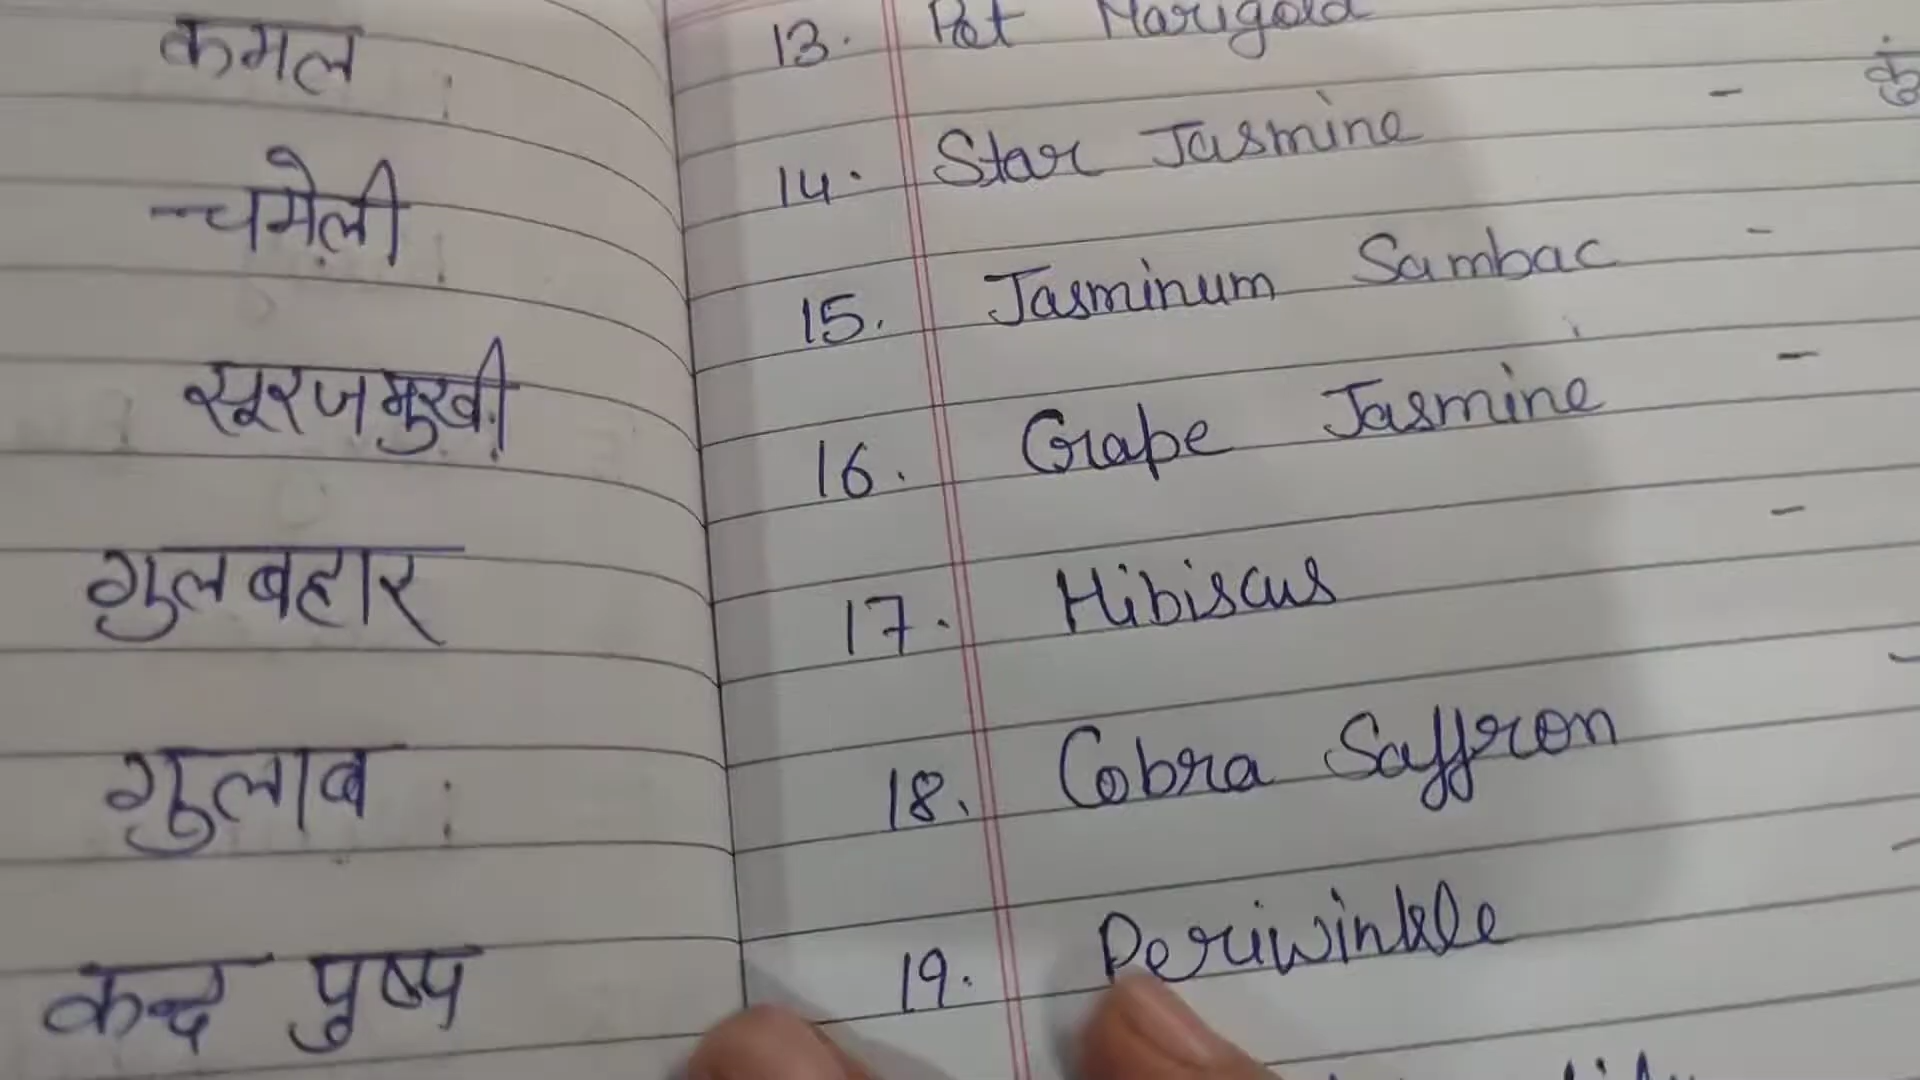 कमल
चमेली
सूरजमुखी
गुलबहार
गुलाब
कन्द पुष्प
13. Pot Marigold
14. Star Jasmine -
15. Jasminum Sambac -
16. Grape Jasmine -
17. Hibiscus -
18. Cobra Saffron -
19. Periwinkle -